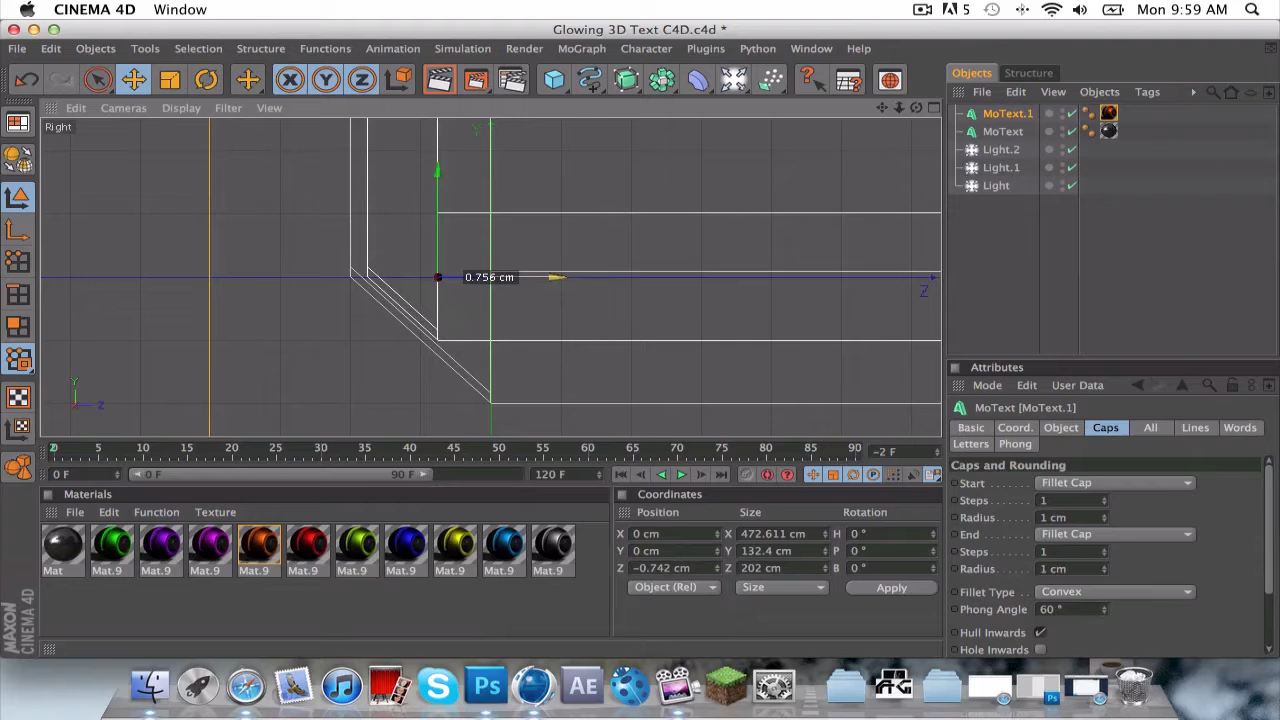 CINEMA 4D Window 5 Mon 9:59 AM
Glowing 3D Text C4D.c4d *
File Edit Objects Tools Selection Structure Functions Animation Simulation Render MoGraph Character Plugins Python Window Help
X Y Z
Objects Structure
File Edit View Objects Tags
Edit Cameras Display Filter View
MoText.1
MoText
Light.2
Light.1
Light
Right
Y
0.756 cm
Z
Y
Z
Attributes
Mode Edit User Data
MoText [MoText.1]
Basic Coord. Object Caps All Lines Words
Letters Phong
Caps and Rounding
Start Fillet Cap
Steps 1
Radius 1 cm
End Fillet Cap
Steps 1
Radius 1 cm
Fillet Type Convex
Phong Angle 60 °
Hull Inwards
Hole Inwards
0 5 10 15 20 25 30 35 40 45 50 55 60 65 70 75 80 85 90 -2 F
0 F 0 F 90 F 120 F
Materials
File Edit Function Texture
Mat Mat.9 Mat.9 Mat.9 Mat.9 Mat.9 Mat.9 Mat.9 Mat.9 Mat.9 Mat.9
Coordinates
Position Size Rotation
X 0 cm X 472.611 cm H 0 °
Y 0 cm Y 132.4 cm P 0 °
Z -0.742 cm Z 202 cm B 0 °
Object (Rel) Size Apply
MAXON
CINEMA 4D
Ps AE